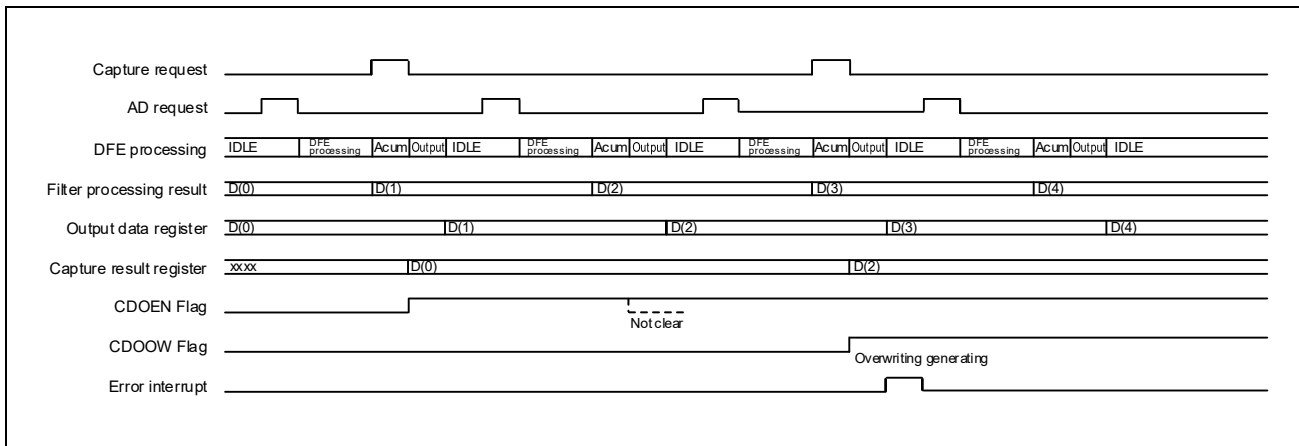 Capture request
AD request
DFE processing IDLE DFE processing Acum Output IDLE DFE processing Acum Output IDLE DFE processing Acum Output IDLE DFE processing Acum Output IDLE
Filter processing result D(0) D(1) D(2) D(3) D(4)
Output data register D(0) D(1) D(2) D(3) D(4)
Capture result register xxxx D(0) D(2)
CDOEN Flag
Not clear
CDOOW Flag
Overwriting generating
Error interrupt